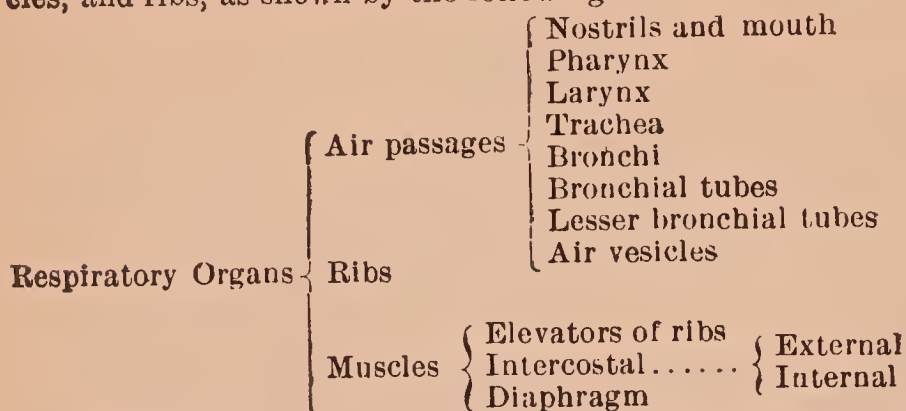 and ribs, as shown by the following
Nostrils and mouth
Pharynx
Larynx
Trachea
Air passages
Bronchi
Bronchial tubes
Lesser bronchial tubes
Air vesicles
Respiratory Organs
Ribs
Elevators of ribs
Muscles
Intercostal......
External
Internal
Diaphragm